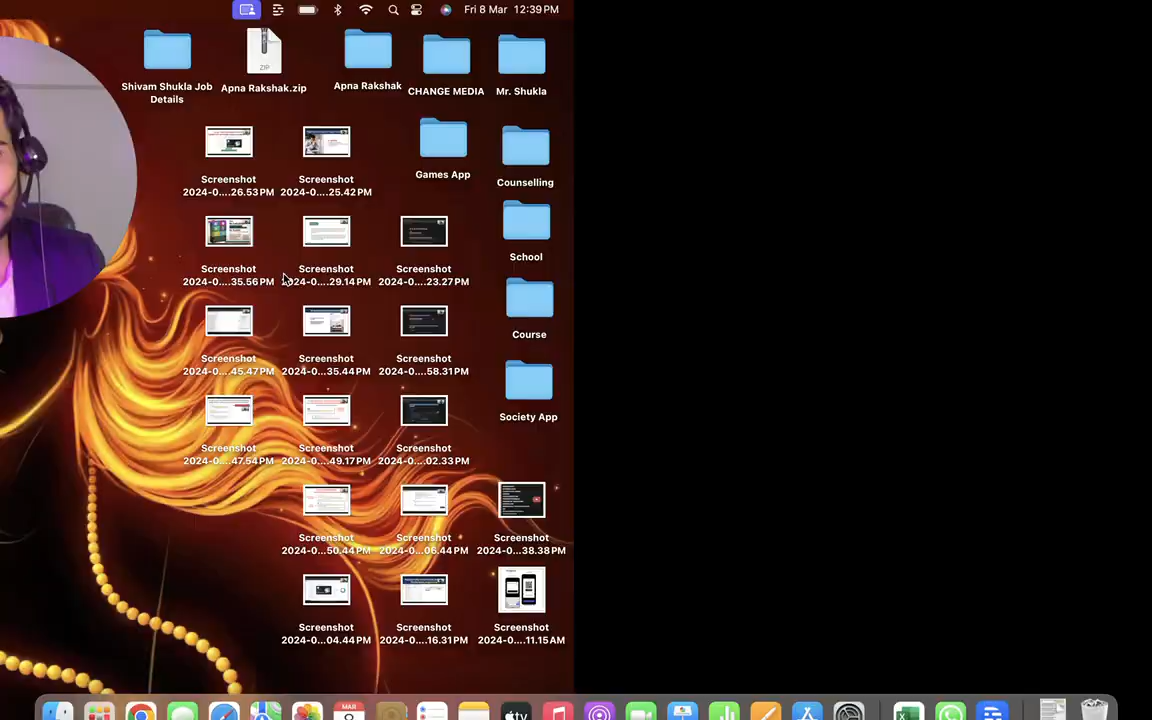 Fri 8 Mar 12:39 PM
Shivam Shukla Job
Details
ZIP
Apna Rakshak.zip
Apna Rakshak
CHANGE MEDIA
Mr. Shukla
Screenshot
2024-0....26.53 PM
Screenshot
2024-0....25.42 PM
Games App
Counselling
Screenshot
2024-0....35.56 PM
Screenshot
2024-0....29.14 PM
Screenshot
2024-0....23.27 PM
School
Screenshot
2024-0....45.47 PM
Screenshot
2024-0....35.44 PM
Screenshot
2024-0....58.31 PM
Course
Screenshot
2024-0....47.54 PM
Screenshot
2024-0....49.17 PM
Screenshot
2024-0....02.33 PM
Society App
Screenshot
2024-0....50.44 PM
Screenshot
2024-0....06.44 PM
Screenshot
2024-0....38.38 PM
Screenshot
2024-0...04.44 PM
Screenshot
2024-0....16.31 PM
Screenshot
2024-0....11.15 AM
MAR
tv